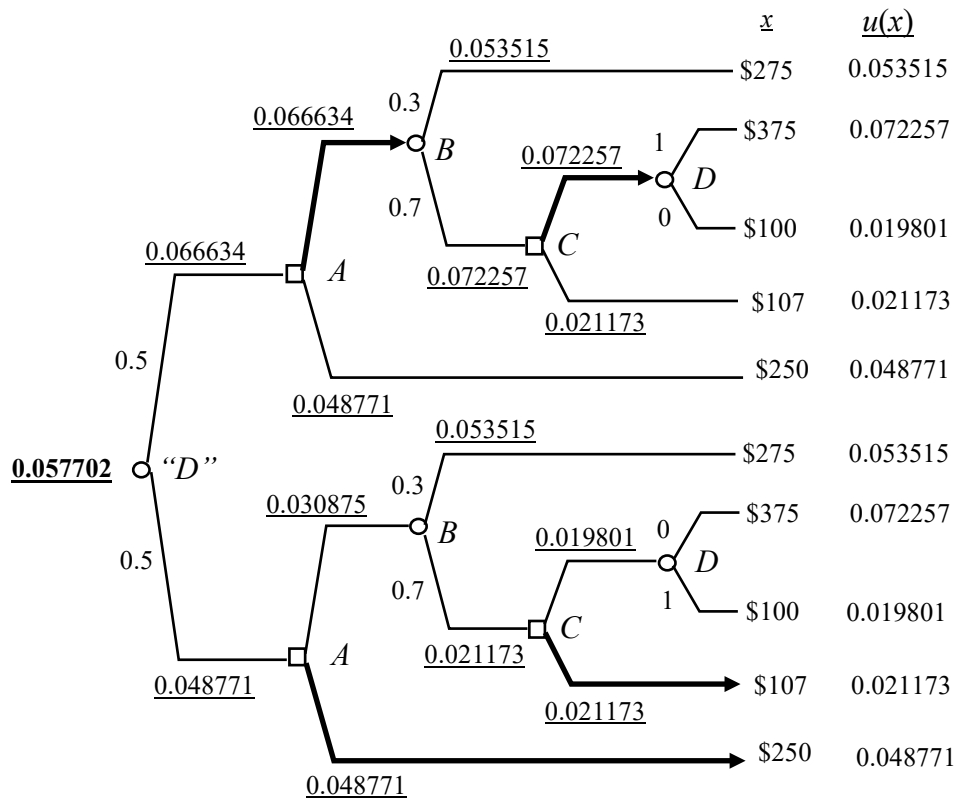 x u(x)
0.053515 $275 0.053515
0.3 $375 0.072257
0.066634 B 1
0.072257 D
0.7 0 $100 0.019801
C
0.066634 A 0.072257 $107 0.021173
0.021173
0.5 $250 0.048771
0.048771
0.053515 $275 0.053515
0.057702 “D”
0.3 $375 0.072257
0.030875 B 0.019801 0
0.5 D
0.7 1 $100 0.019801
C
A 0.021173
0.048771 $107 0.021173
0.021173
$250 0.048771
0.048771